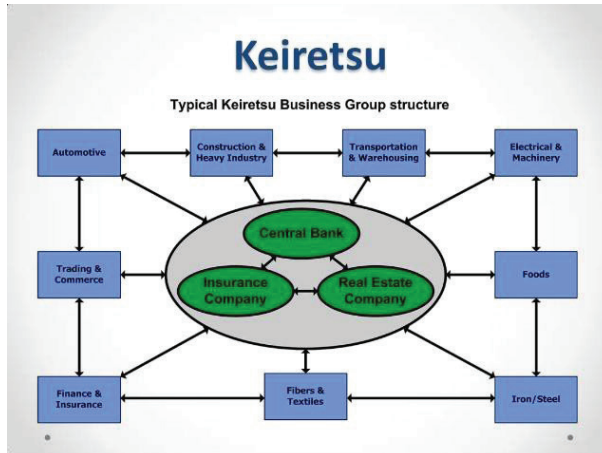 Keiretsu
Typical Keiretsu Business Group structure
Automotive
Construction &
Heavy Industry
Transportation
& Warehousing
Electrical &
Machinery
Central Bank
Trading &
Commerce
Insurance
Company
Real Estate
Company
Foods
Finance &
Insurance
Fibers &
Textiles
Iron/Steel